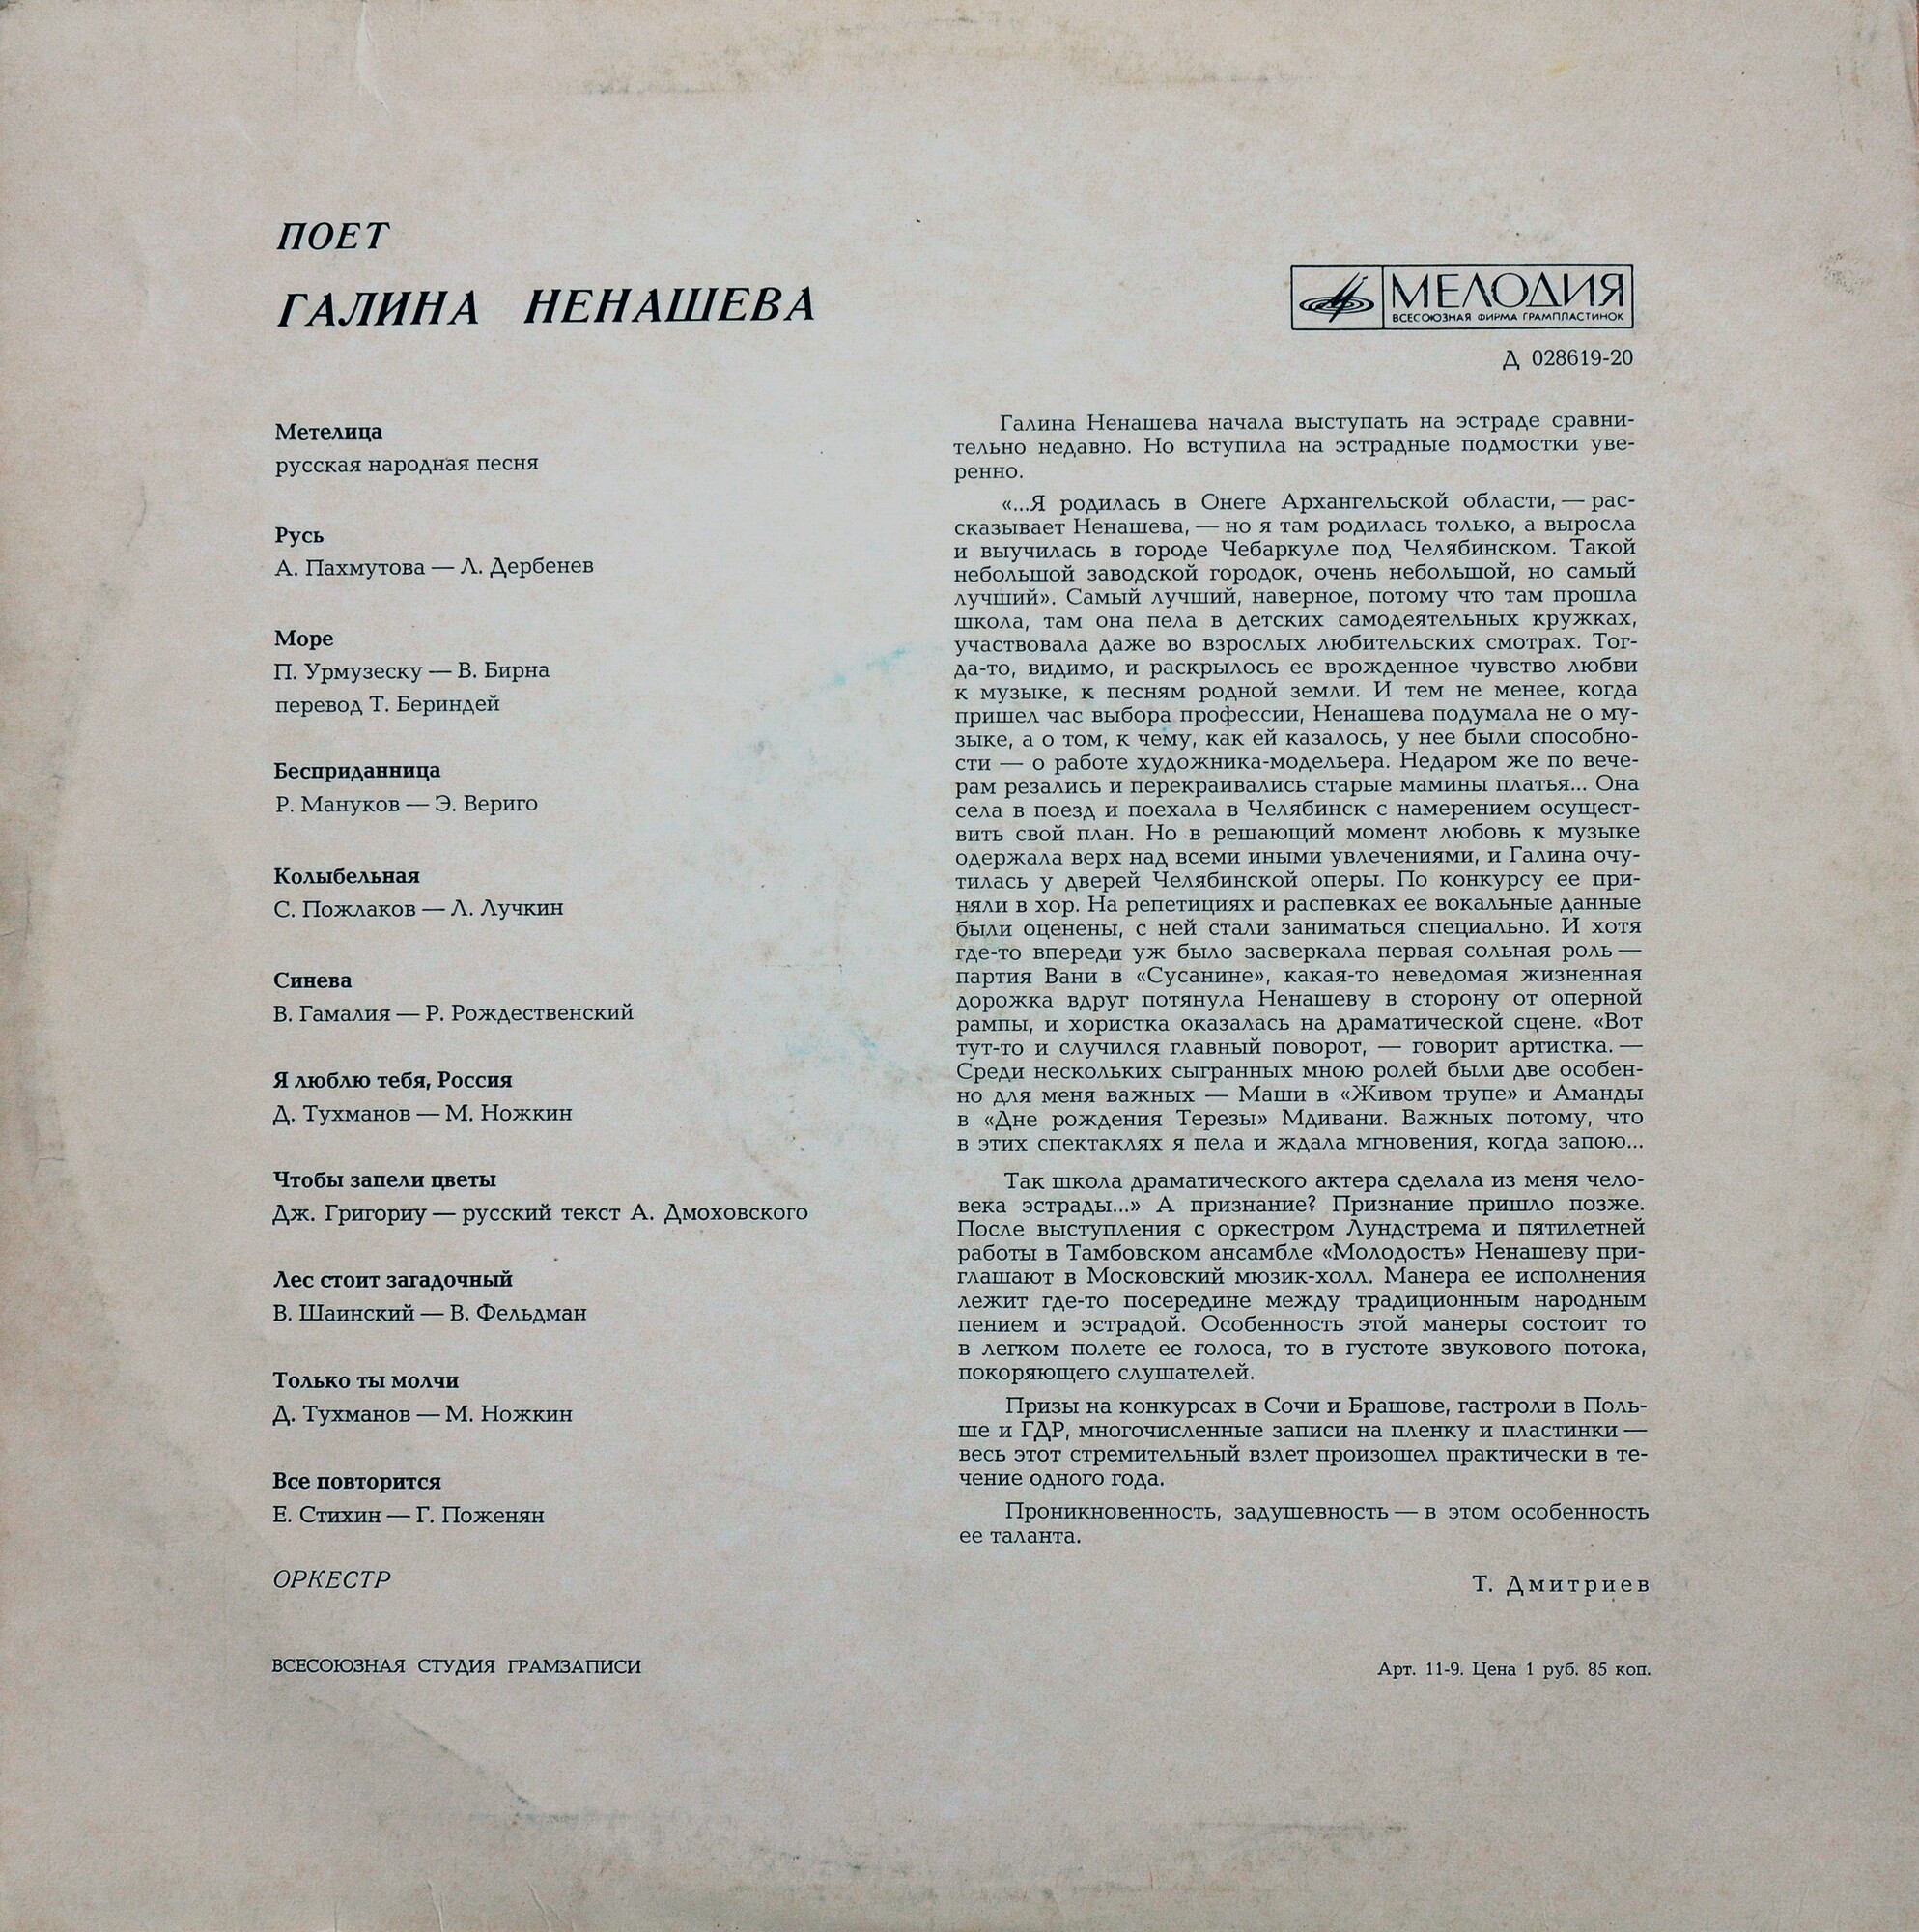 ПОЕТ
ГАЛИНА НЕНАШЕВА
МЕЛОДИЯ
ВСЕСОЮЗНАЯ ФИРМА ГРАМПЛАСТИНОК
Д 028619-20
Метелица
русская народная песня
Русь
А. Пахмутова — Л. Дербенев
Море
П. Урмузеску — В. Бирна
перевод Т. Бериндей
Бесприданница
Р. Мануков — Э. Вериго
Колыбельная
С. Пожлаков — Л. Лучкин
Синева
В. Гамалия — Р. Рождественский
Я люблю тебя, Россия
Д. Тухманов — М. Ножкин
Чтобы запели цветы
Дж. Григориу — русский текст А. Дмоховского
Лес стоит загадочный
В. Шаинский — В. Фельдман
Только ты молчи
Д. Тухманов — М. Ножкин
Все повторится
Е. Стихин — Г. Поженян
ОРКЕСТР
ВСЕСОЮЗНАЯ СТУДИЯ ГРАМЗАПИСИ
Галина Ненашева начала выступать на эстраде сравни-
тельно недавно. Но вступила на эстрадные подмостки уве-
ренно.
«...Я родилась в Онеге Архангельской области, — рас-
сказывает Ненашева, — но я там родилась только, а выросла
и выучилась в городе Чебаркуле под Челябинском. Такой
небольшой заводской городок, очень небольшой, но самый
лучший». Самый лучший, наверное, потому что там прошла
школа, там она пела в детских самодеятельных кружках,
участвовала даже во взрослых любительских смотрах. Тог-
да-то, видимо, и раскрылось ее врожденное чувство любви
к музыке, к песням родной земли. И тем не менее, когда
пришел час выбора профессии, Ненашева подумала не о му-
зыке, а о том, к чему, как ей казалось, у нее были способно-
сти — о работе художника-модельера. Недаром же по вече-
рам резались и перекраивались старые мамины платья... Она
села в поезд и поехала в Челябинск с намерением осущест-
вить свой план. Но в решающий момент любовь к музыке
одержала верх над всеми иными увлечениями, и Галина очу-
тилась у дверей Челябинской оперы. По конкурсу ее при-
няли в хор. На репетициях и распевках ее вокальные данные
были оценены, с ней стали заниматься специально. И хотя
где-то впереди уж было засверкала первая сольная роль —
партия Вани в «Сусанине», какая-то неведомая жизненная
дорожка вдруг потянула Ненашеву в сторону от оперной
рампы, и хористка оказалась на драматической сцене. «Вот
тут-то и случился главный поворот, — говорит артистка. —
Среди нескольких сыгранных мною ролей были две особен-
но для меня важных — Маши в «Живом трупе» и Аманды
в «Дне рождения Терезы» Мдивани. Важных потому, что
в этих спектаклях я пела и ждала мгновения, когда запою...
Так школа драматического актера сделала из меня чело-
века эстрады...» А признание? Признание пришло позже.
После выступления с оркестром Лундстрема и пятилетней
работы в Тамбовском ансамбле «Молодость» Ненашеву при-
глашают в Московский мюзик-холл. Манера ее исполнения
лежит где-то посередине между традиционным народным
пением и эстрадой. Особенность этой манеры состоит то
в легком полете ее голоса, то в густоте звукового потока,
покоряющего слушателей.
Призы на конкурсах в Сочи и Брашове, гастроли в Поль-
ше и ГДР, многочисленные записи на пленку и пластинки —
весь этот стремительный взлет произошел практически в те-
чение одного года.
Проникновенность, задушевность — в этом особенность
ее таланта.
Т. Дмитриев
Арт. 11-9. Цена 1 руб. 85 коп.